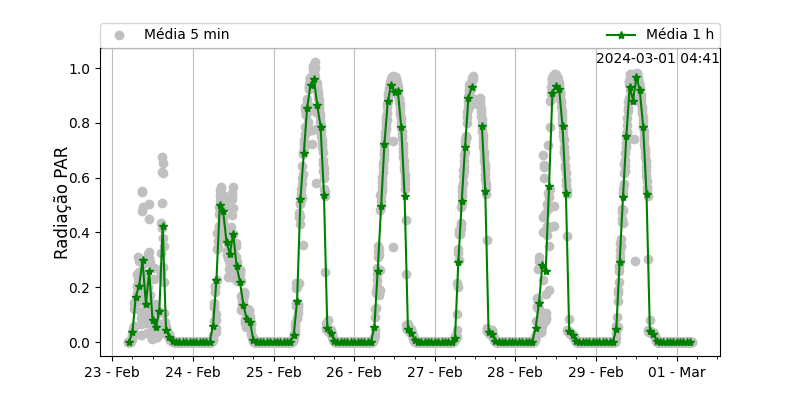 Média 5 min
Média 1 h
2024-03-01 04:41
Radiação PAR
1.0
0.8
0.6
0.4
0.2
0.0
23 - Feb
24 - Feb
25 - Feb
26 - Feb
27 - Feb
28 - Feb
29 - Feb
01 - Mar